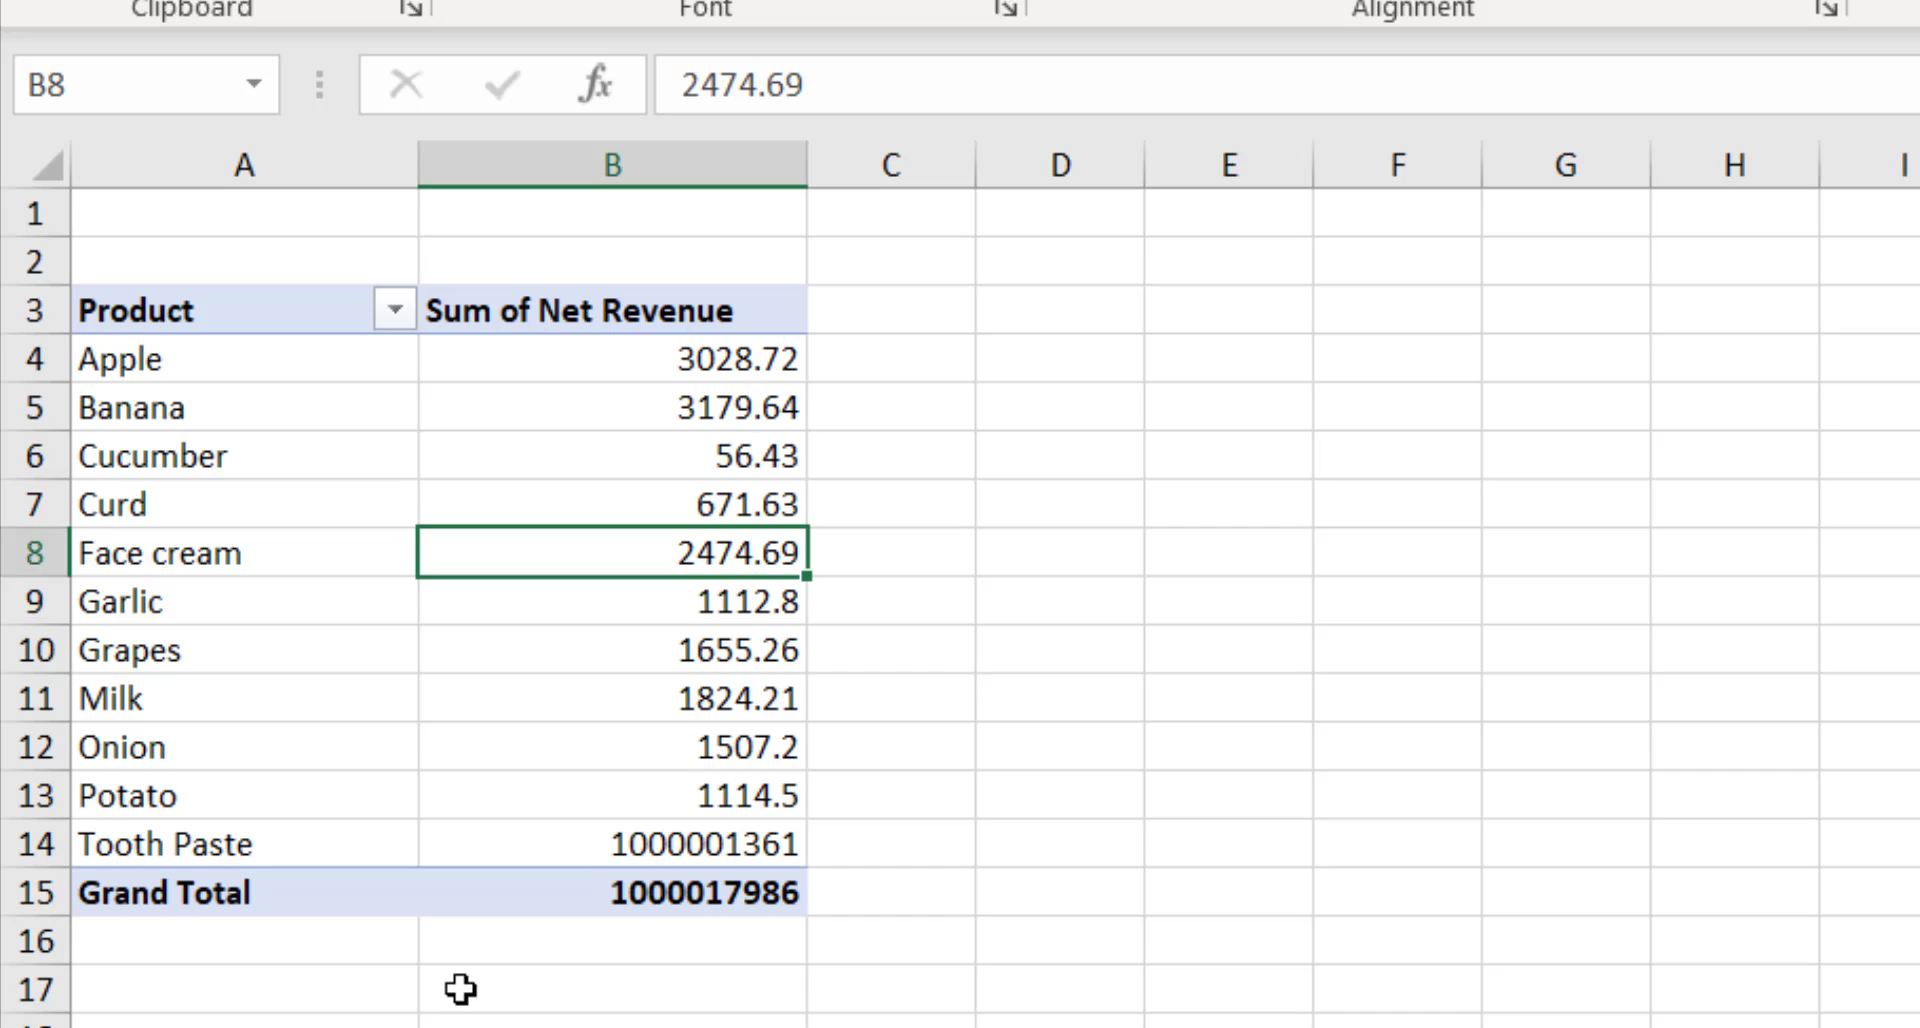 Clipboard Font Alignment
B8 fx 2474.69
A B C D E F G H I
1
2
3 Product Sum of Net Revenue
4 Apple 3028.72
5 Banana 3179.64
6 Cucumber 56.43
7 Curd 671.63
8 Face cream 2474.69
9 Garlic 1112.8
10 Grapes 1655.26
11 Milk 1824.21
12 Onion 1507.2
13 Potato 1114.5
14 Tooth Paste 1000001361
15 Grand Total 1000017986
16
17